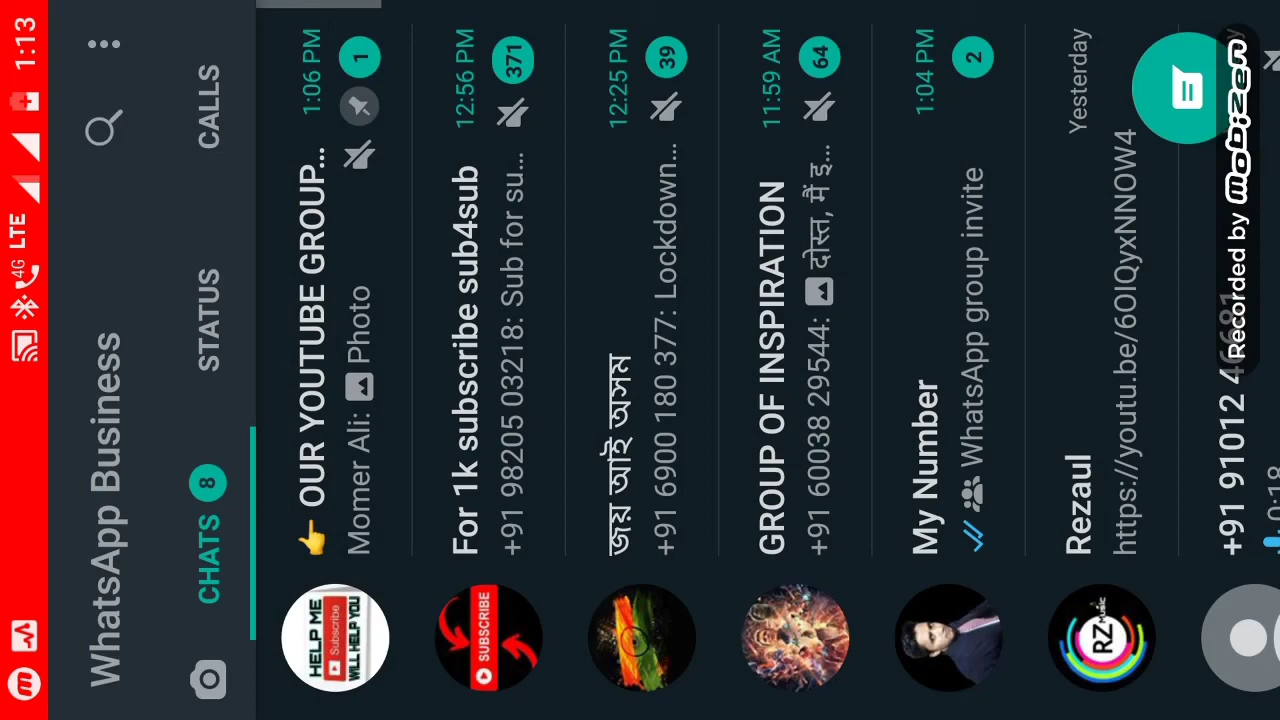 1:13
4G LTE
WhatsApp Business
CHATS 8 STATUS CALLS
👉 OUR YOUTUBE GROUP... 1:06 PM
Momer Ali: Photo 1
For 1k subscribe sub4sub 12:56 PM
+91 98205 03218: Sub for su... 371
জয় আই অসম 12:25 PM
+91 6900 180 377: Lockdown... 39
GROUP OF INSPIRATION 11:59 AM
+91 60038 29544: दोस्त, मैं इ... 64
My Number 1:04 PM
WhatsApp group invite 2
Rezaul Yesterday
https://youtu.be/6OIQyxNNOW4
+91 91012
0:18
HELP ME
Subscribe
WILL HELP YOU
SUBSCRIBE
RZ Music
Recorded by mobizen